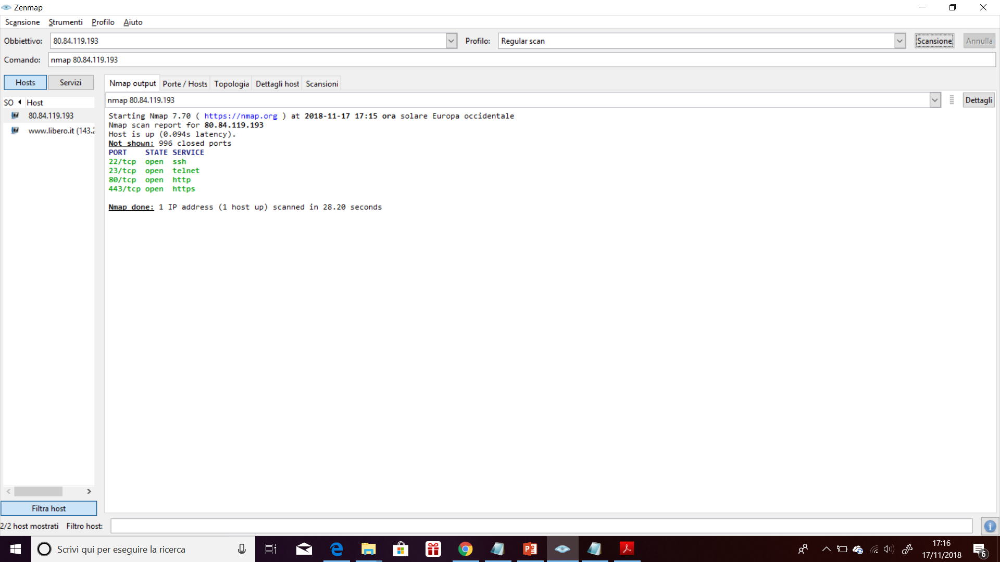 Zenmap
Scansione Strumenti Profilo Aiuto
Obbiettivo: 80.84.119.193 Profilo: Regular scan Scansione Annulla
Comando: nmap 80.84.119.193
Hosts Servizi
Nmap output Porte / Hosts Topologia Dettagli host Scansioni
SO Host
80.84.119.193
www.libero.it (143.2
nmap 80.84.119.193 Dettagli
Starting Nmap 7.70 ( https://nmap.org ) at 2018-11-17 17:15 ora solare Europa occidentale
Nmap scan report for 80.84.119.193
Host is up (0.094s latency).
Not shown: 996 closed ports
PORT STATE SERVICE
22/tcp open ssh
23/tcp open telnet
80/tcp open http
443/tcp open https
Nmap done: 1 IP address (1 host up) scanned in 28.20 seconds
Filtra host
2/2 host mostrati Filtro host:
Scrivi qui per eseguire la ricerca
17:16
17/11/2018
6